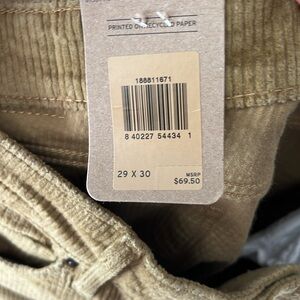 PRINTED ON RECYCLED PAPER
188811671
8 40227 54434 1
29 X 30
MSRP
$69.50